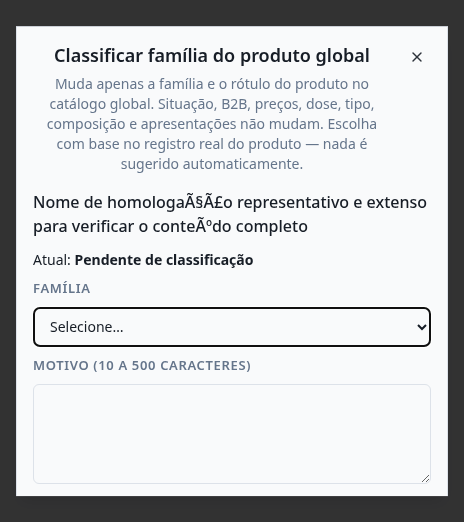 Classificar família do produto global
×
Muda apenas a família e o rótulo do produto no
catálogo global. Situação, B2B, preços, dose, tipo,
composição e apresentações não mudam. Escolha
com base no registro real do produto — nada é
sugerido automaticamente.
Nome de homologaÃ§Ã£o representativo e extenso
para verificar o conteÃºdo completo
Atual: Pendente de classificação
FAMÍLIA
Selecione...
MOTIVO (10 A 500 CARACTERES)